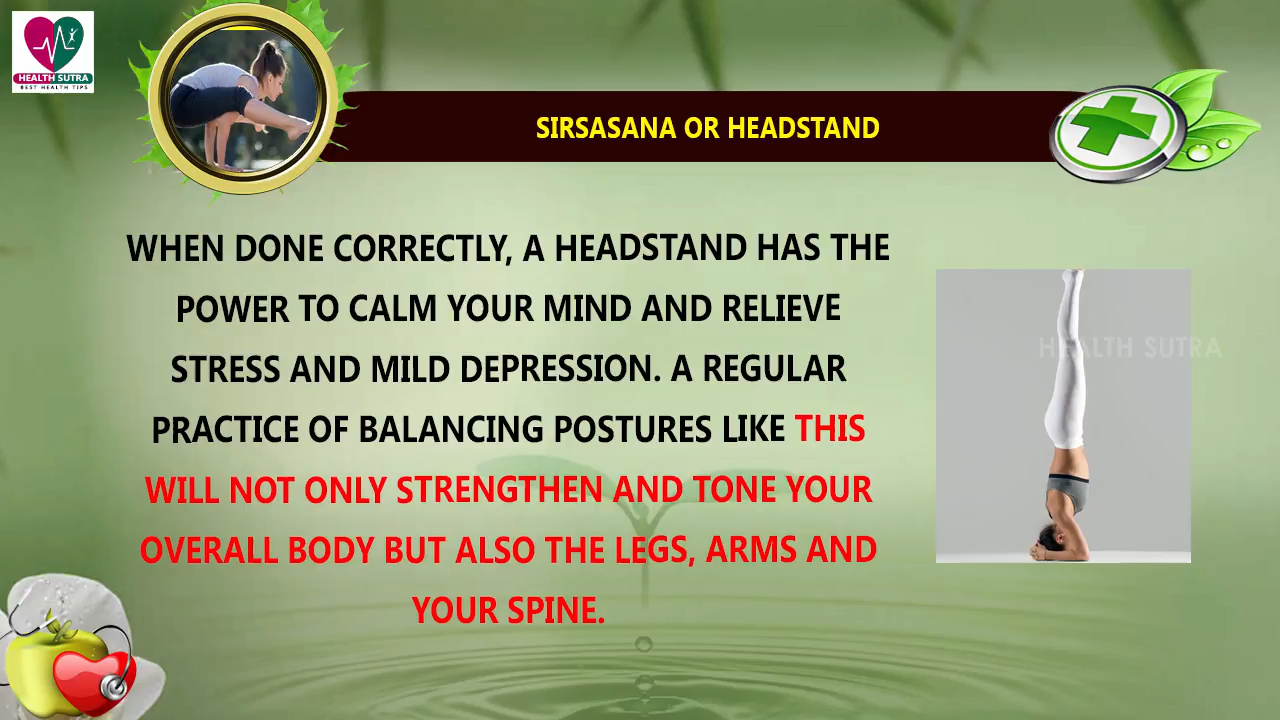 HEALTH SUTRA
BEST HEALTH TIPS
SIRSASANA OR HEADSTAND
WHEN DONE CORRECTLY, A HEADSTAND HAS THE
POWER TO CALM YOUR MIND AND RELIEVE
STRESS AND MILD DEPRESSION. A REGULAR
PRACTICE OF BALANCING POSTURES LIKE THIS
WILL NOT ONLY STRENGTHEN AND TONE YOUR
OVERALL BODY BUT ALSO THE LEGS, ARMS AND
YOUR SPINE.
HEALTH SUTRA